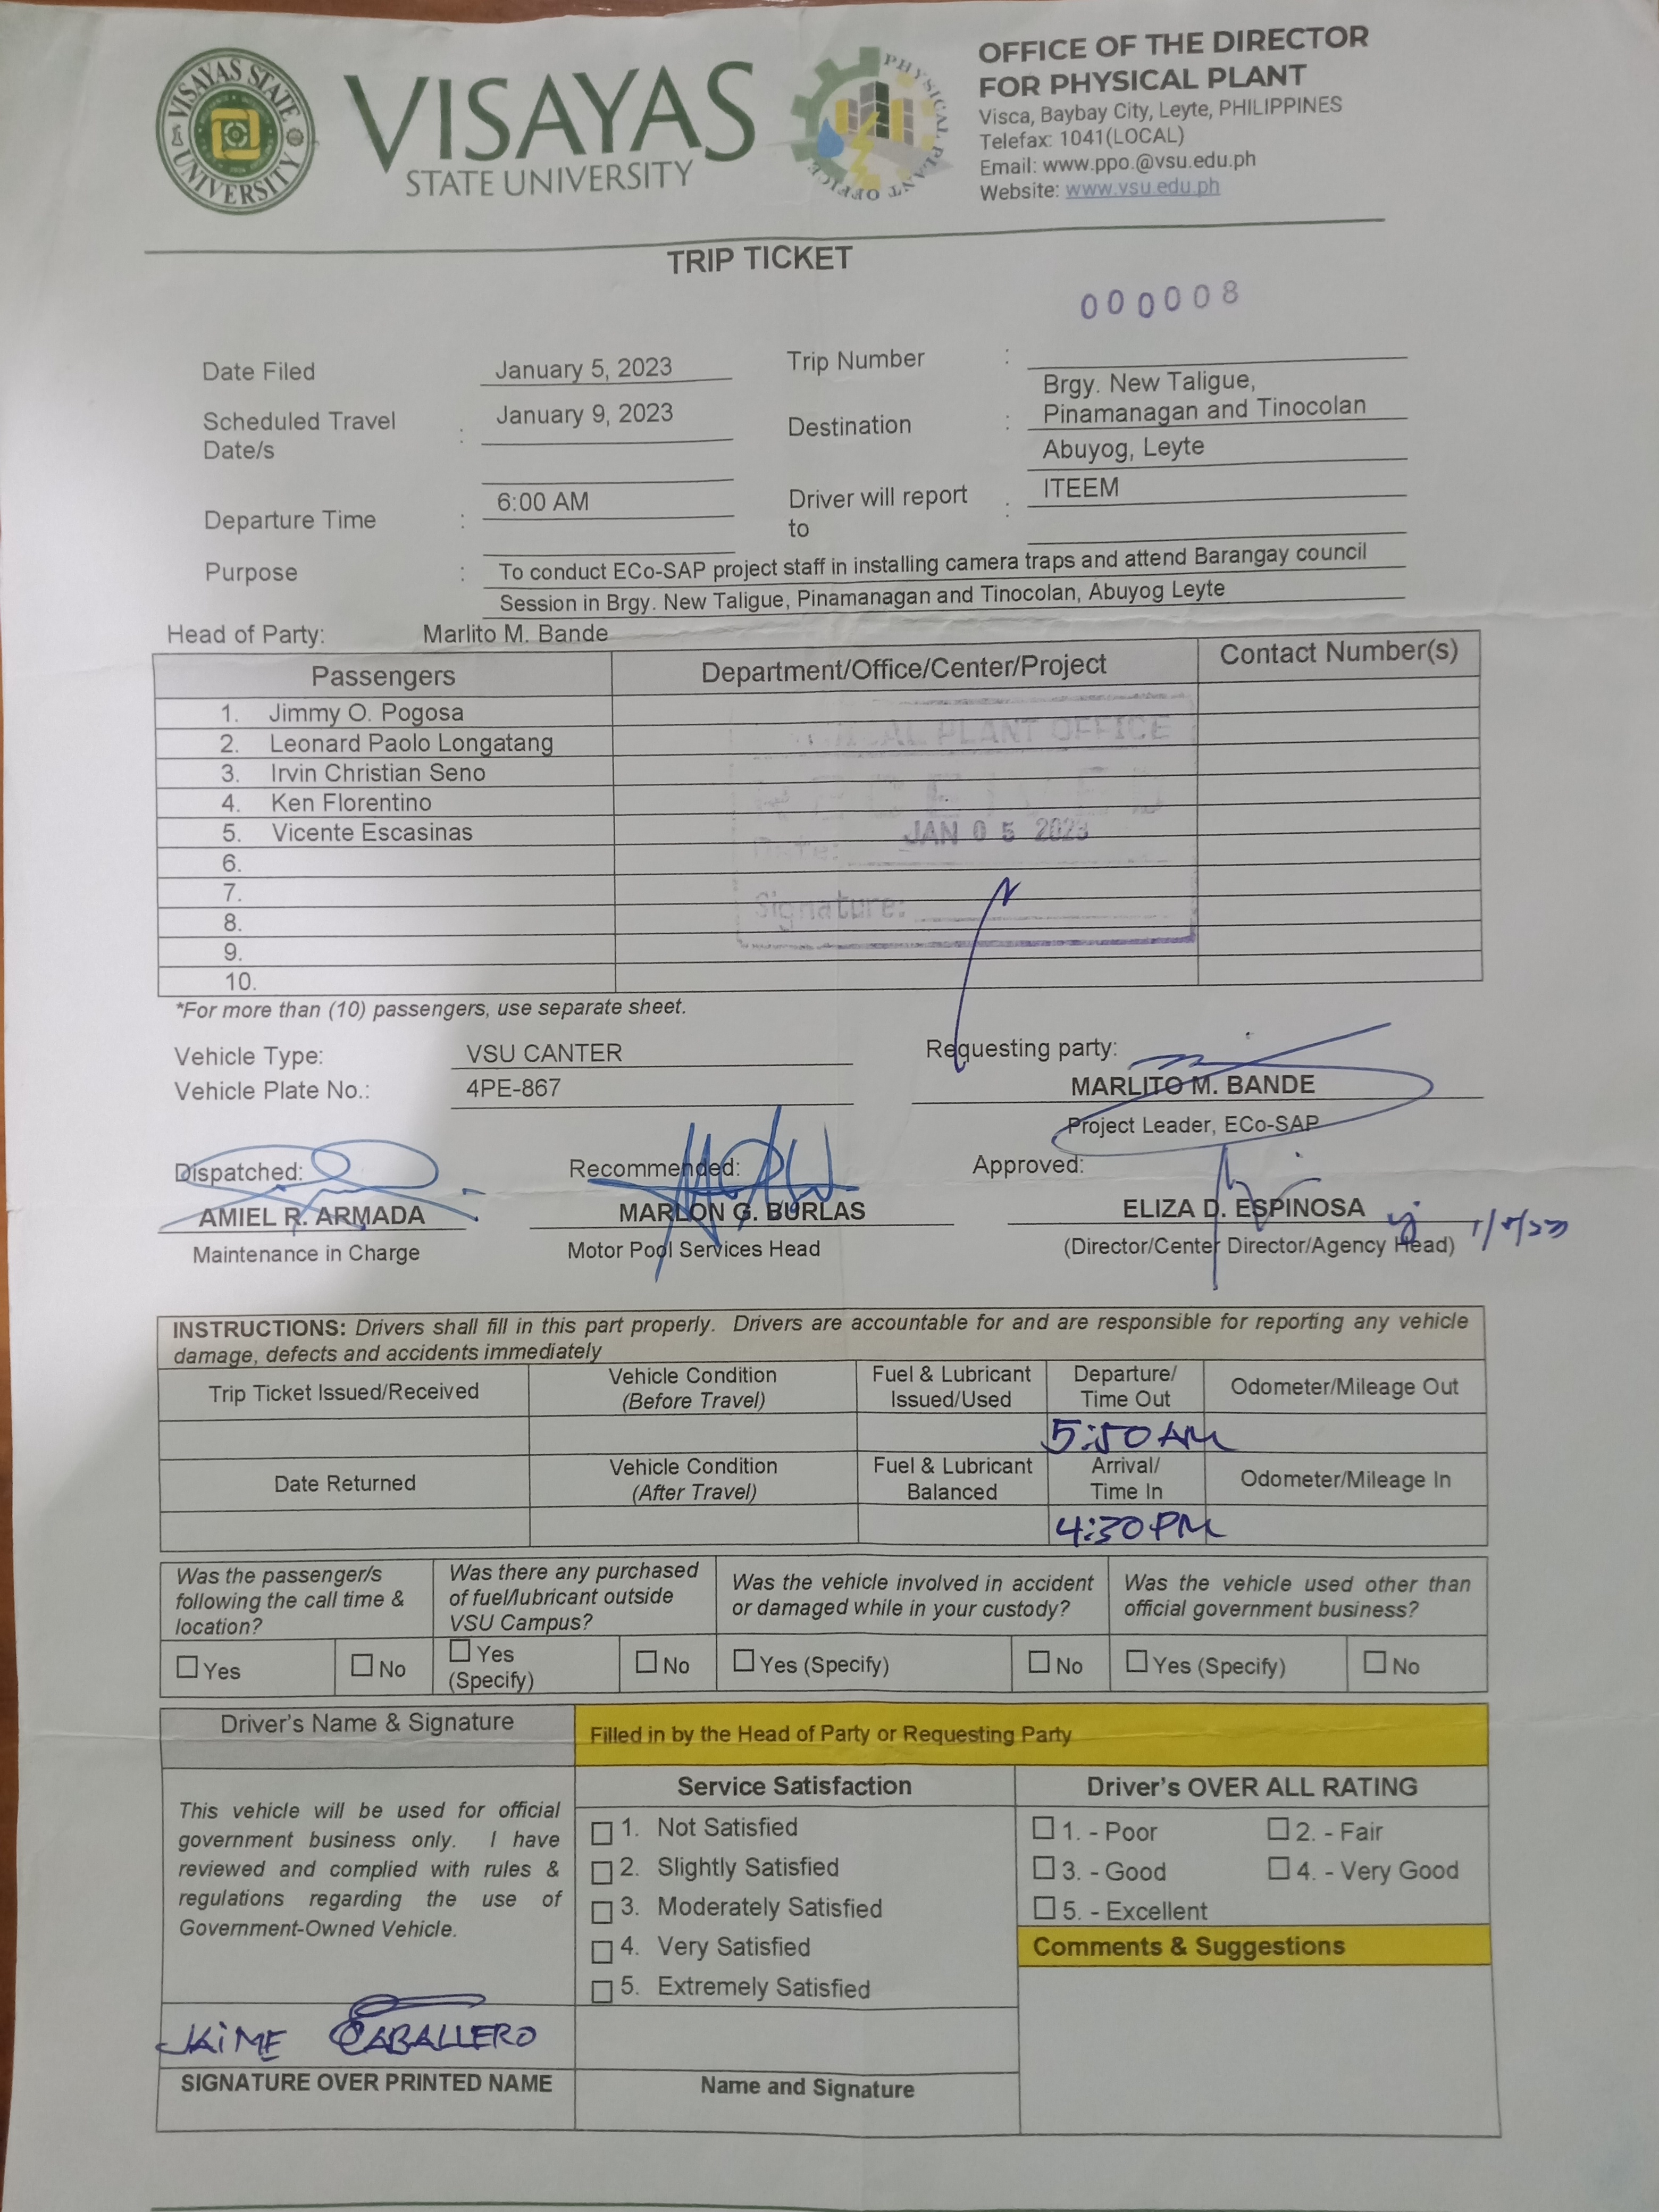 VISAYAS STATE UNIVERSITY
VISAYAS
STATE UNIVERSITY
PHYSICAL PLANT OFFICE
OFFICE OF THE DIRECTOR
FOR PHYSICAL PLANT
Visca, Baybay City, Leyte, PHILIPPINES
Telefax: 1041(LOCAL)
Email: www.ppo.@vsu.edu.ph
Website: www.vsu.edu.ph
TRIP TICKET
000008
Date Filed January 5, 2023 Trip Number :
Scheduled Travel Date/s : January 9, 2023 Destination : Brgy. New Taligue,
Pinamanagan and Tinocolan
Abuyog, Leyte
Departure Time : 6:00 AM Driver will report to : ITEEM
Purpose : To conduct ECo-SAP project staff in installing camera traps and attend Barangay council
Session in Brgy. New Taligue, Pinamanagan and Tinocolan, Abuyog Leyte
Head of Party: Marlito M. Bande
Passengers Department/Office/Center/Project Contact Number(s)
1. Jimmy O. Pogosa
2. Leonard Paolo Longatang
3. Irvin Christian Seno
4. Ken Florentino
5. Vicente Escasinas
6.
7.
8.
9.
10.
PLANT OFFICE
RECEIVED
Date: JAN 05 2023
Signature:
*For more than (10) passengers, use separate sheet.
Vehicle Type: VSU CANTER
Vehicle Plate No.: 4PE-867
Requesting party:
MARLITO M. BANDE
Project Leader, ECo-SAP
Dispatched:
AMIEL R. ARMADA
Maintenance in Charge
Recommended:
MARLON G. BURLAS
Motor Pool Services Head
Approved:
ELIZA D. ESPINOSA
(Director/Center Director/Agency Head)
INSTRUCTIONS: Drivers shall fill in this part properly. Drivers are accountable for and are responsible for reporting any vehicle
damage, defects and accidents immediately
Trip Ticket Issued/Received
Vehicle Condition
(Before Travel)
Fuel & Lubricant
Issued/Used
Departure/
Time Out
Odometer/Mileage Out
5:50 AM
Date Returned
Vehicle Condition
(After Travel)
Fuel & Lubricant
Balanced
Arrival/
Time In
Odometer/Mileage In
4:30 PM
Was the passenger/s
following the call time &
location?
Yes No
Was there any purchased
of fuel/lubricant outside
VSU Campus?
Yes
(Specify)
No
Was the vehicle involved in accident
or damaged while in your custody?
Yes (Specify) No
Was the vehicle used other than
official government business?
Yes (Specify) No
Driver's Name & Signature
Filled in by the Head of Party or Requesting Party
This vehicle will be used for official
government business only. I have
reviewed and complied with rules &
regulations regarding the use of
Government-Owned Vehicle.
JAIME CABALLERO
SIGNATURE OVER PRINTED NAME
Service Satisfaction
1. Not Satisfied
2. Slightly Satisfied
3. Moderately Satisfied
4. Very Satisfied
5. Extremely Satisfied
Name and Signature
Driver's OVER ALL RATING
1. - Poor 2. - Fair
3. - Good 4. - Very Good
5. - Excellent
Comments & Suggestions